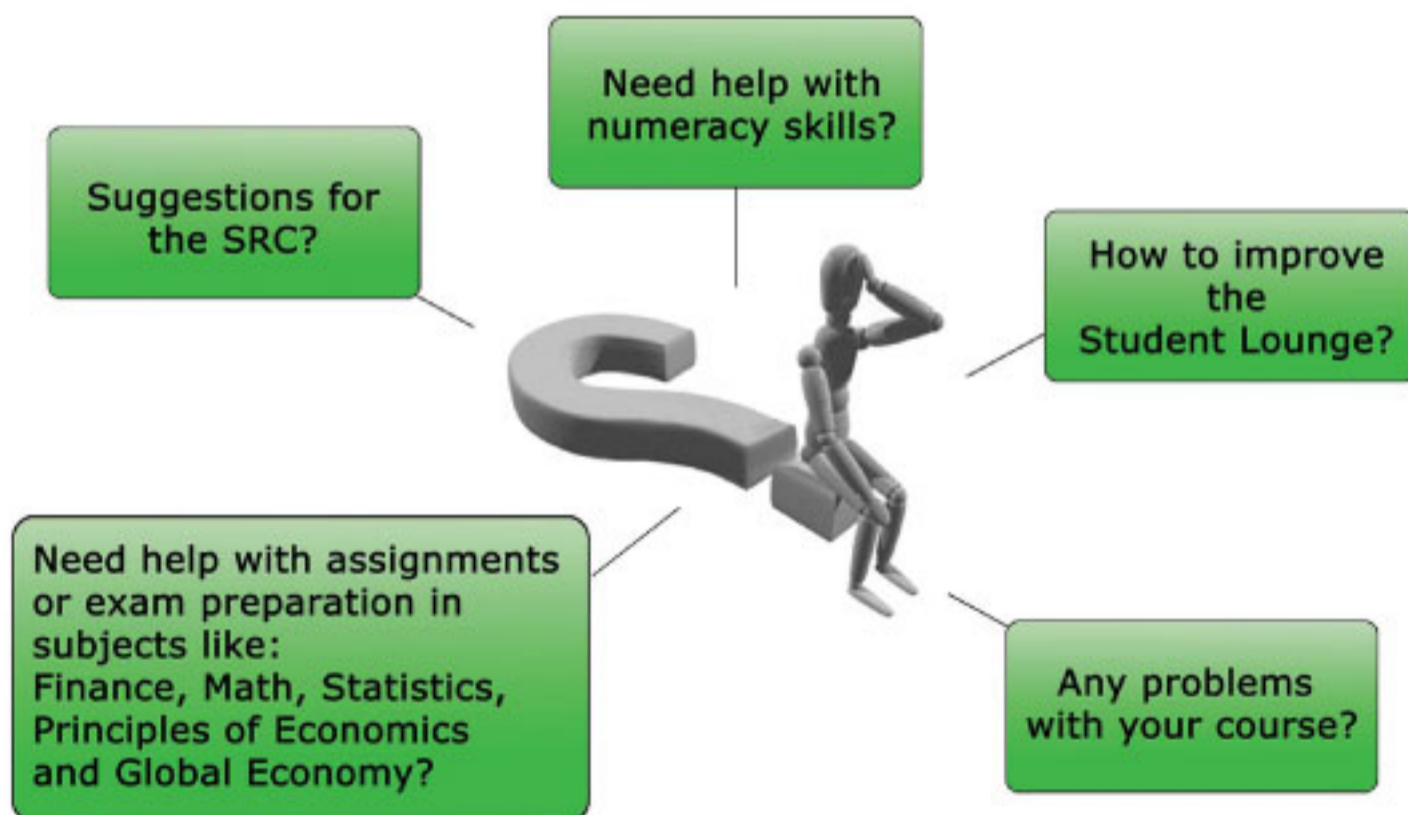 Need help with
numeracy skills?
Suggestions for
the SRC?
How to improve
the
Student Lounge?
Need help with assignments
or exam preparation in
subjects like:
Finance, Math, Statistics,
Principles of Economics
and Global Economy?
Any problems
with your course?